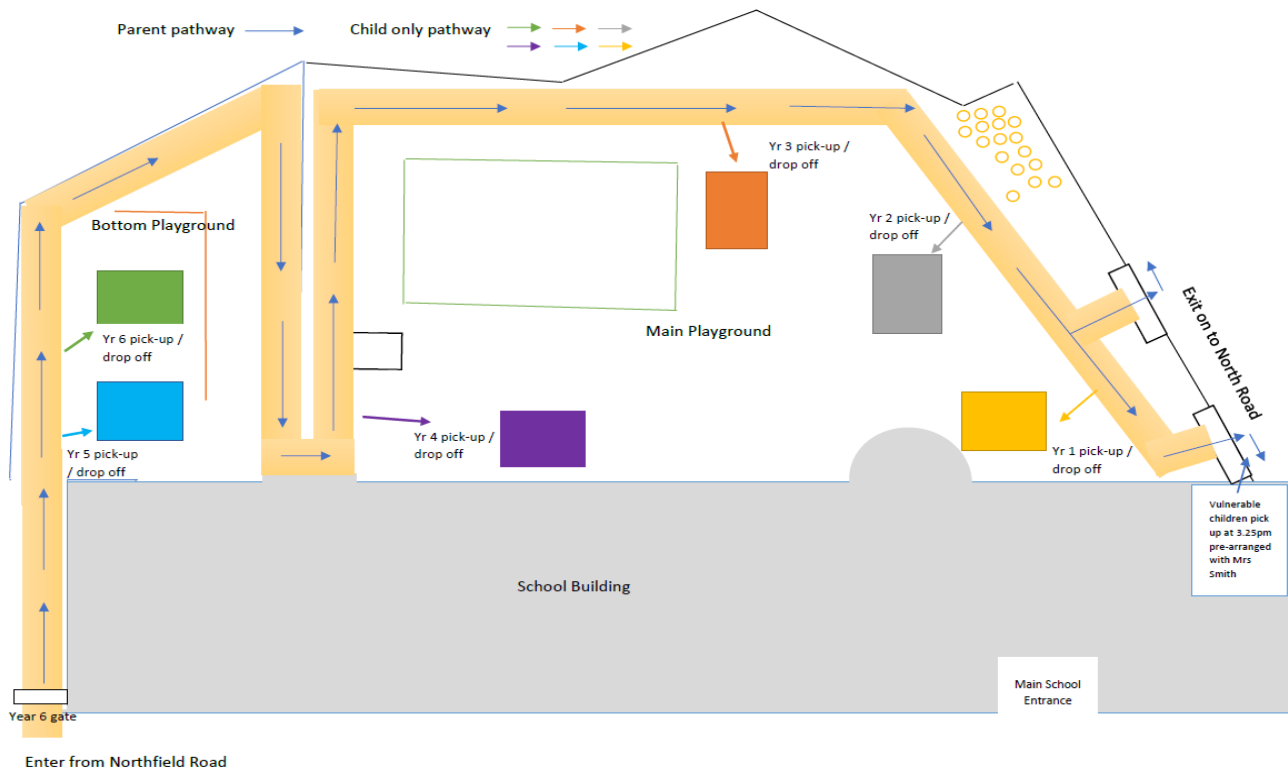 Parent pathway
Child only pathway
Yr 3 pick-up /
drop off
Bottom Playground
Yr 2 pick-up /
drop off
Main Playground
Exit on to North Road
Yr 6 pick-up /
drop off
Yr 4 pick-up /
drop off
Yr 5 pick-up
/ drop off
Yr 1 pick-up /
drop off
Vulnerable
children pick
up at 3.25pm
pre-arranged
with Mrs
Smith
School Building
Main School
Entrance
Year 6 gate
Enter from Northfield Road